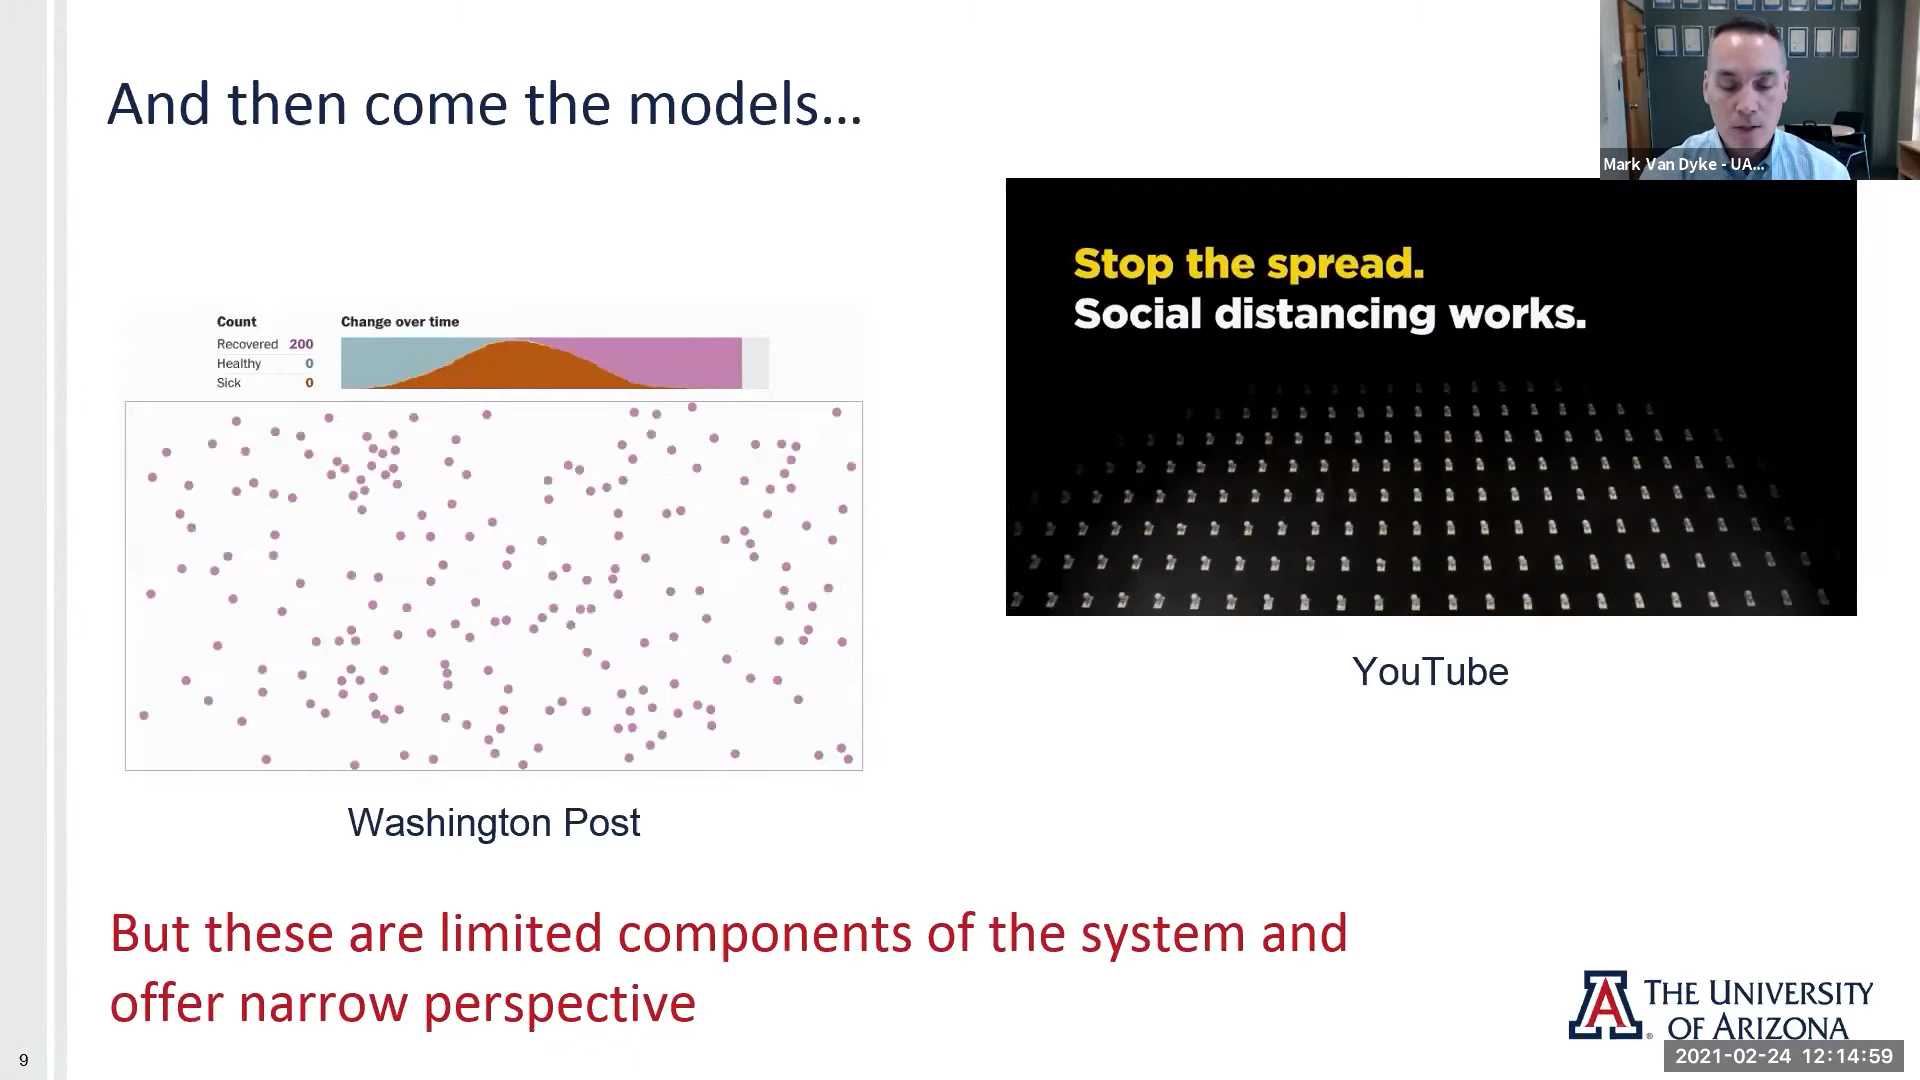 And then come the models...
Mark Van Dyke - UA...
Stop the spread.
Social distancing works.
Count
Change over time
Recovered 200
Healthy 0
Sick 0
YouTube
Washington Post
But these are limited components of the system and
offer narrow perspective
A
THE UNIVERSITY
OF ARIZONA
®
9
2021-02-24 12:14:59